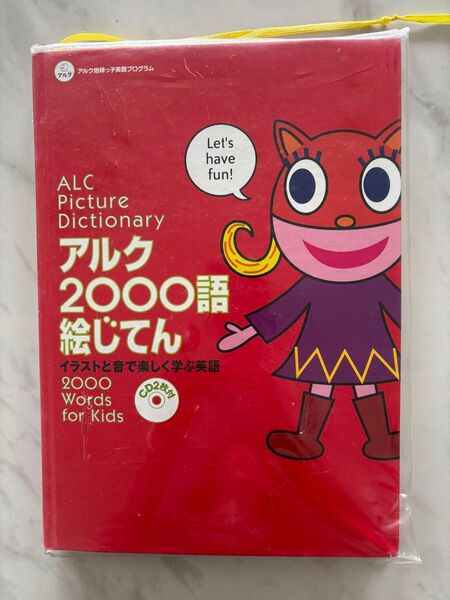 アルク
アルク地球っ子英語プログラム
Let's
have
fun!
ALC
Picture
Dictionary
アルク
2000語
絵じてん
イラストと音で楽しく学ぶ英語
2000
Words
for Kids
CD2枚付